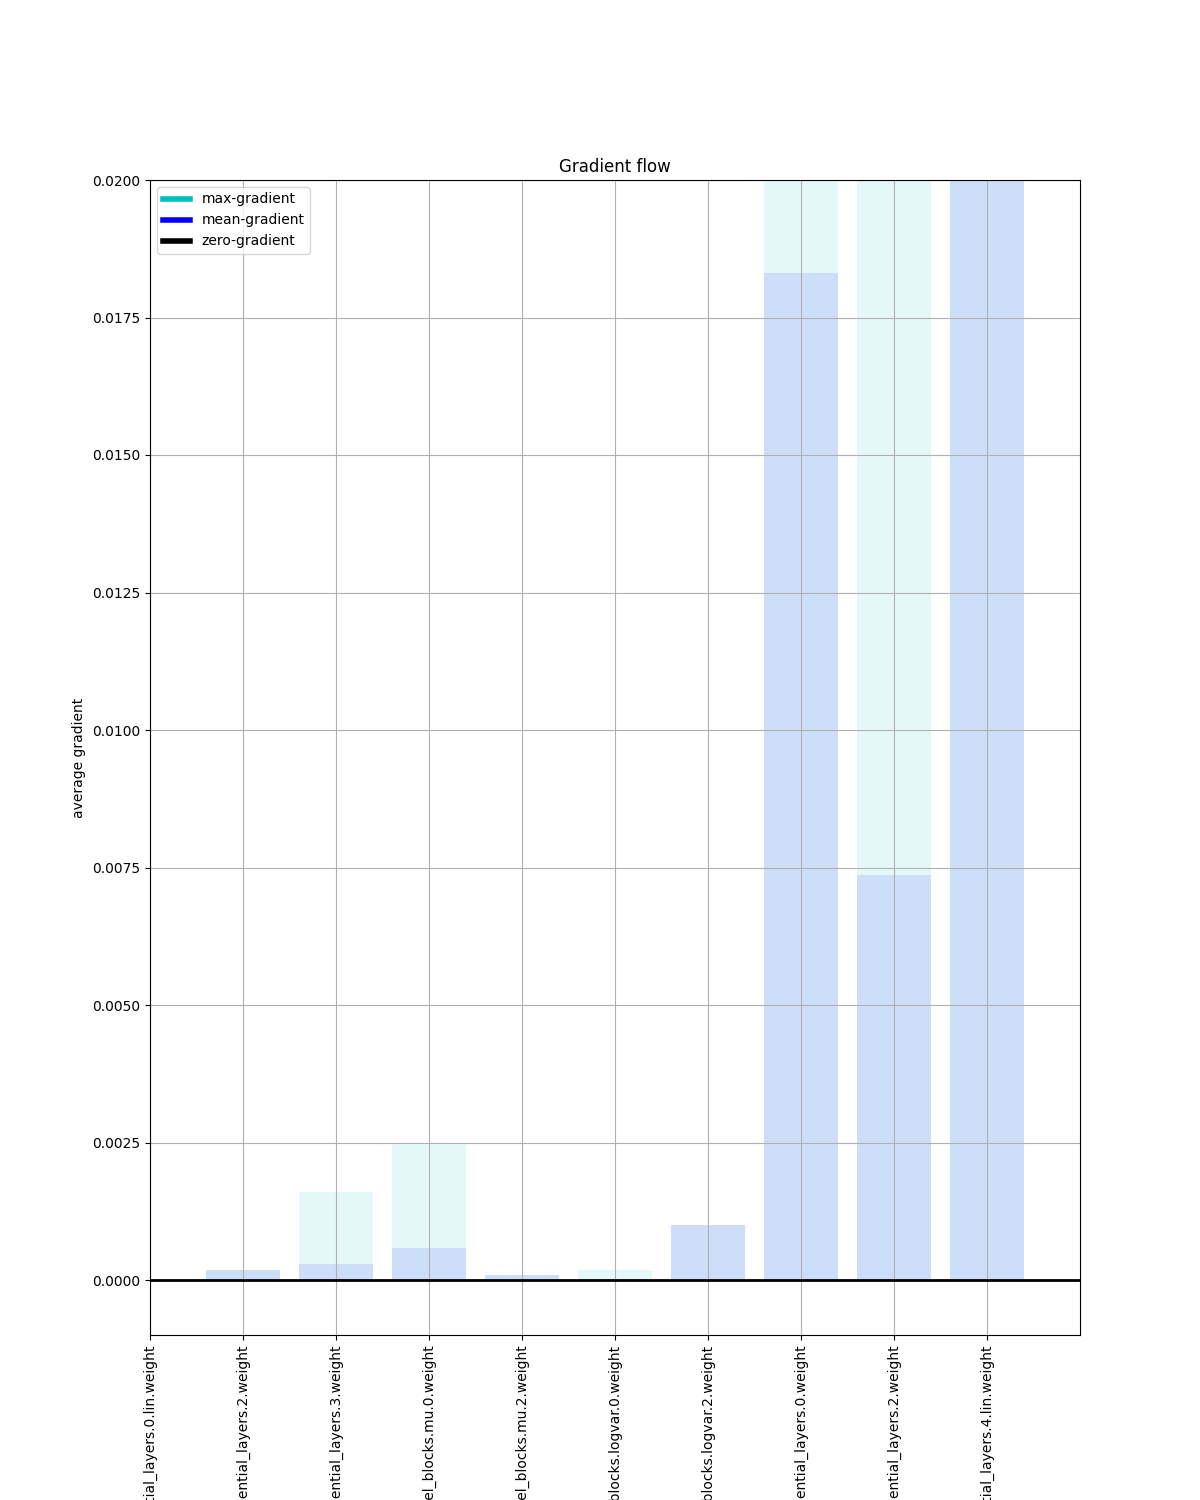 Gradient flow
max-gradient
mean-gradient
zero-gradient
0.0200
0.0175
0.0150
0.0125
0.0100
0.0075
0.0050
0.0025
0.0000
average gradient
tial_layers.0.lin.weight
ential_layers.2.weight
ential_layers.3.weight
el_blocks.mu.0.weight
el_blocks.mu.2.weight
blocks.logvar.0.weight
blocks.logvar.2.weight
ential_layers.0.weight
ential_layers.2.weight
tial_layers.4.lin.weight